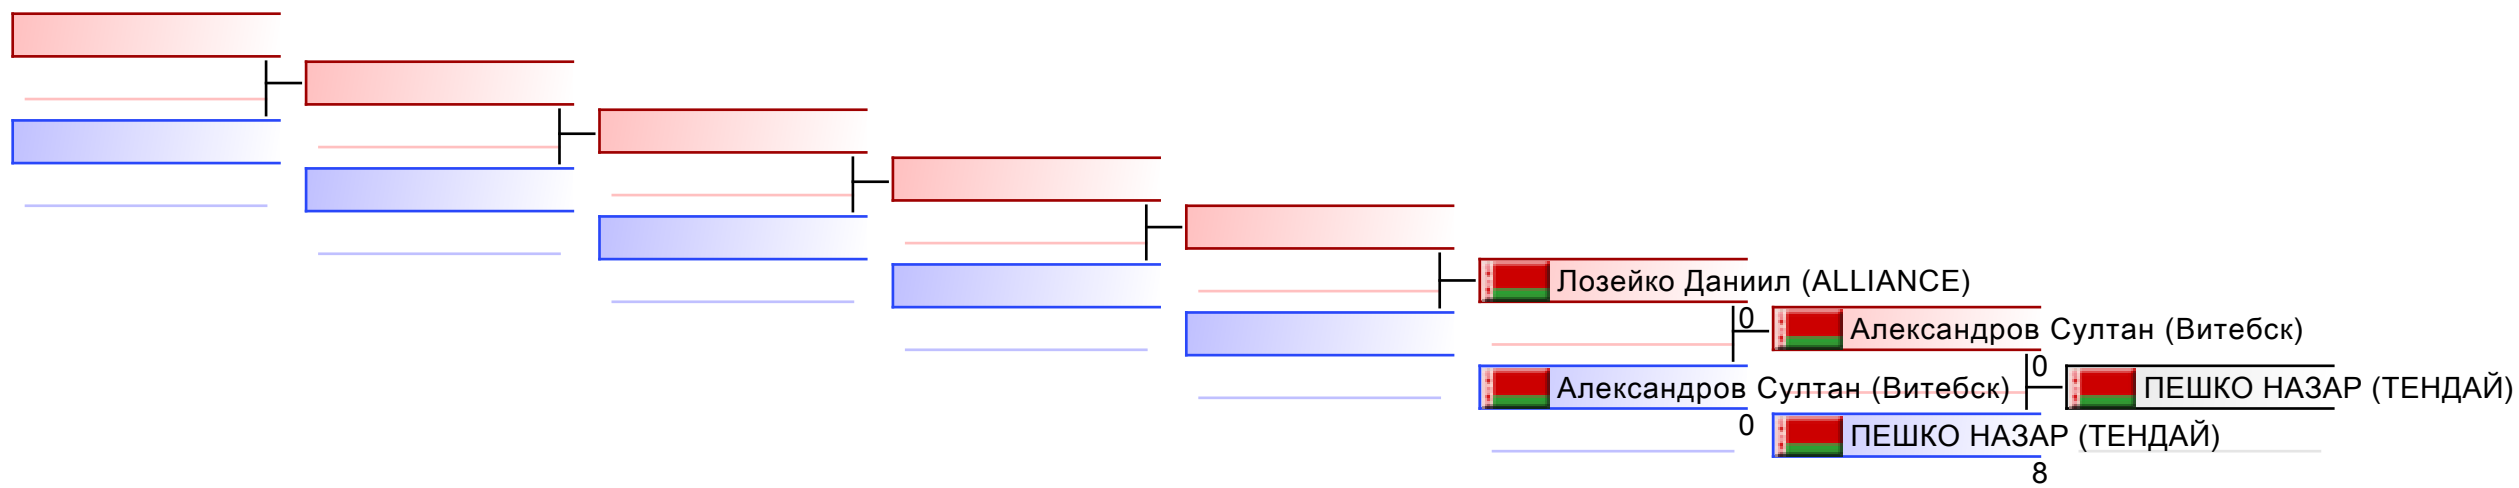 Лозейко Даниил (ALLIANCE)
0
Александров Султан (Витебск)
0
Александров Султан (Витебск)
0
ПЕШКО НАЗАР (ТЕНДАЙ)
8
ПЕШКО НАЗАР (ТЕНДАЙ)